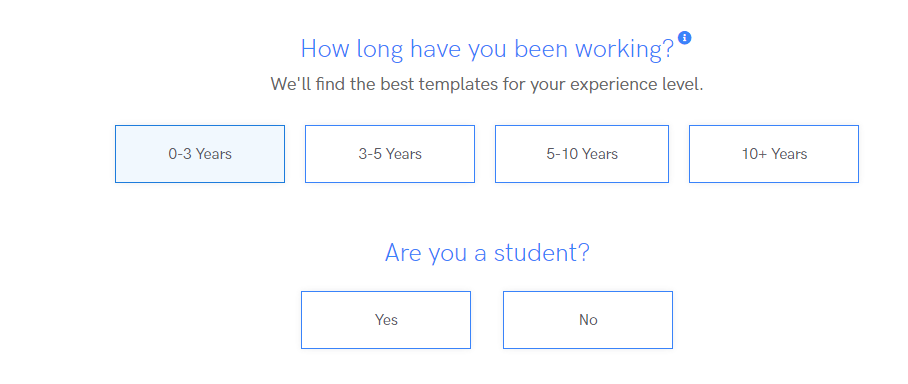 How long have you been working?
We'll find the best templates for your experience level.
0-3 Years
3-5 Years
5-10 Years
10+ Years
Are you a student?
Yes
No